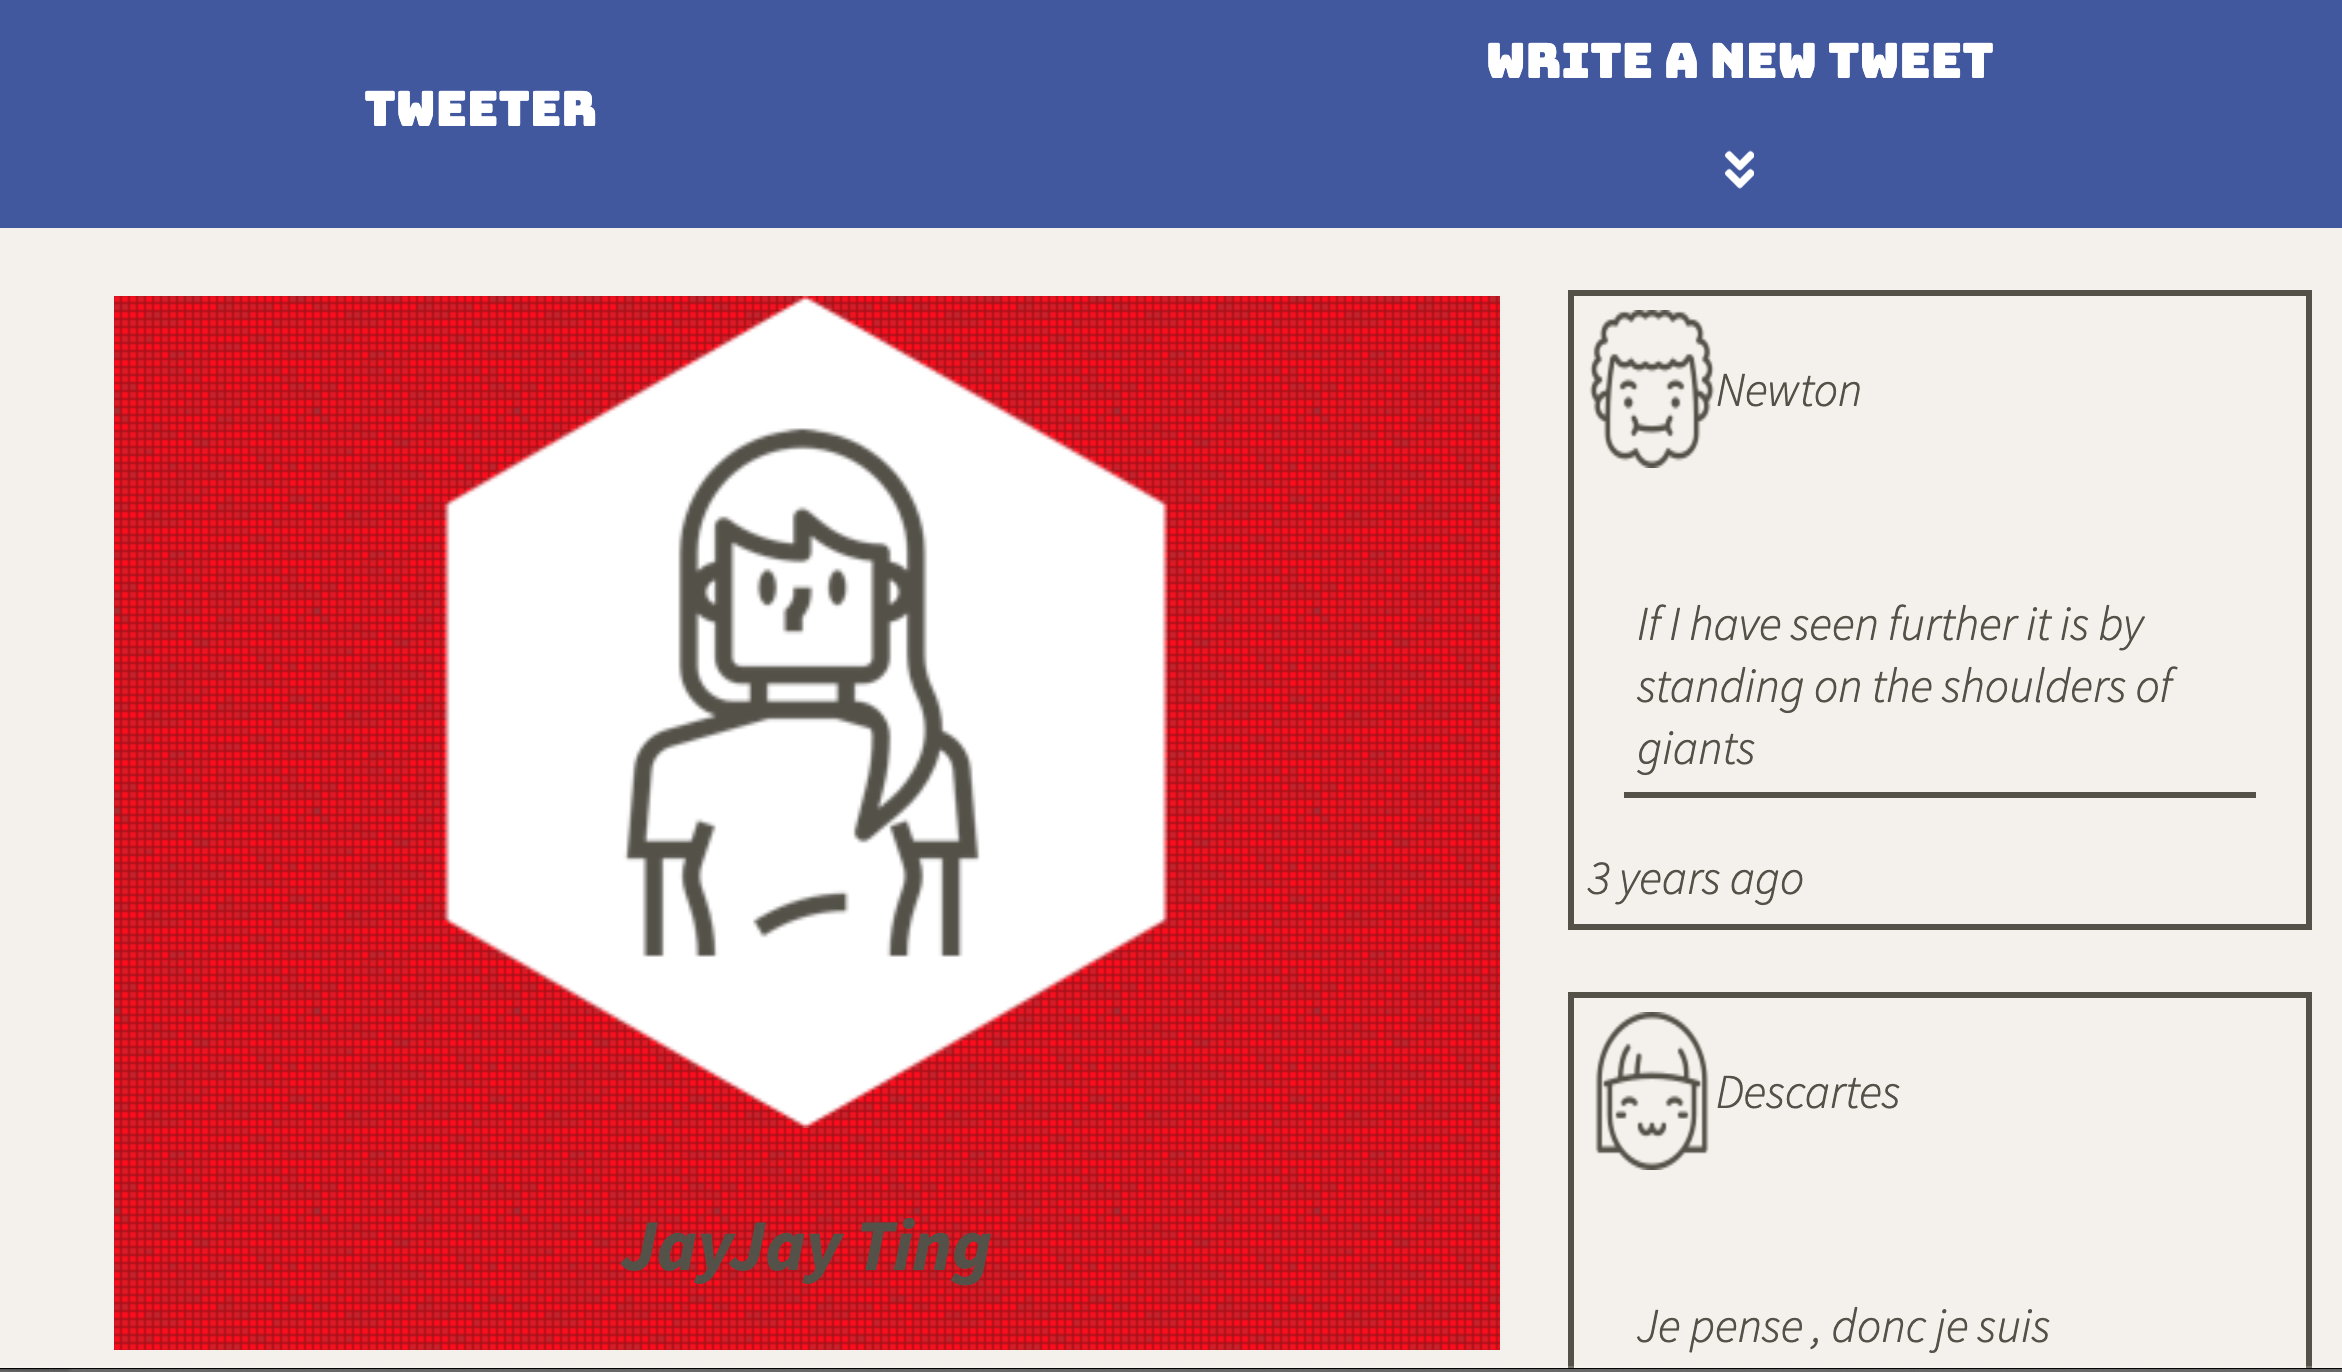 TWEETER
WRITE A NEW TWEET
JayJay Ting
Newton
If I have seen further it is by
standing on the shoulders of
giants
3 years ago
Descartes
Je pense , donc je suis